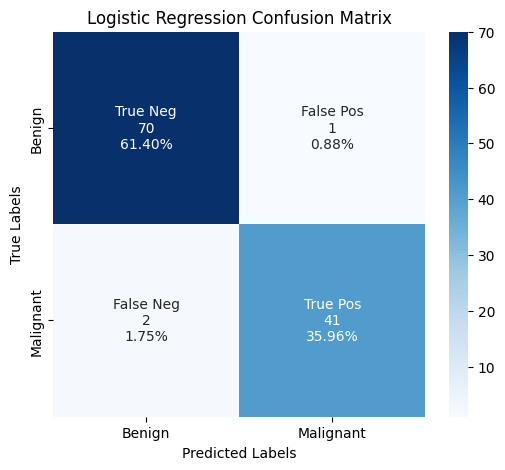 Logistic Regression Confusion Matrix
True Labels
Benign
Malignant
True Neg
70
61.40%
False Pos
1
0.88%
False Neg
2
1.75%
True Pos
41
35.96%
Benign
Malignant
Predicted Labels
70
60
50
40
30
20
10